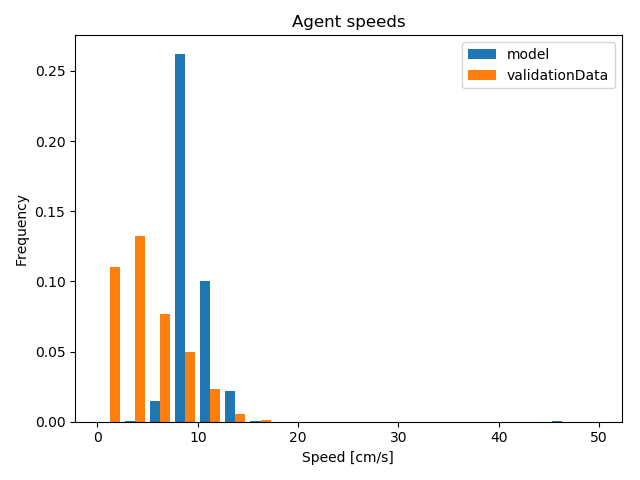 Agent speeds
model
validationData
Frequency
0.25
0.20
0.15
0.10
0.05
0.00
0 10 20 30 40 50
Speed [cm/s]